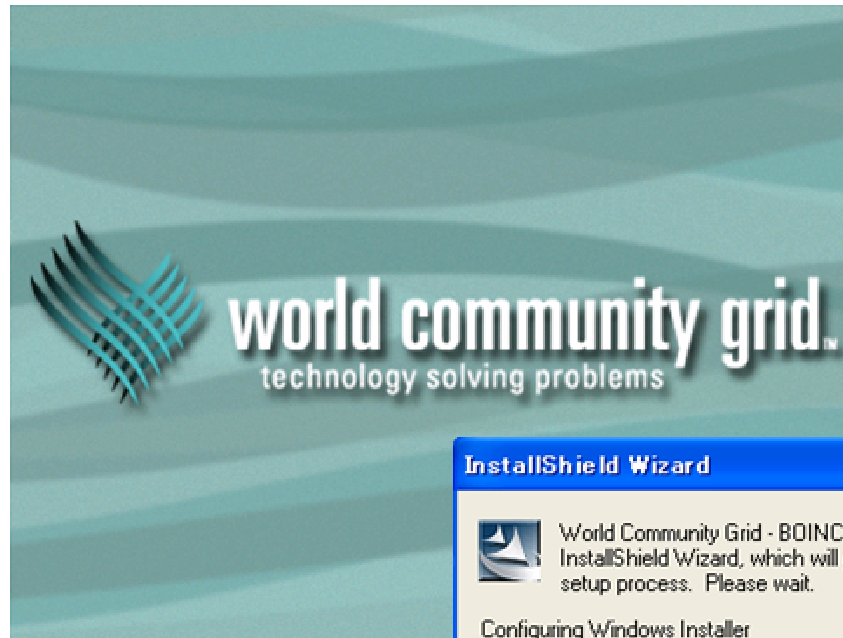 world community grid™
technology solving problems
InstallShield Wizard
World Community Grid - BOINC
InstallShield Wizard, which will
setup process. Please wait.
Configuring Windows Installer